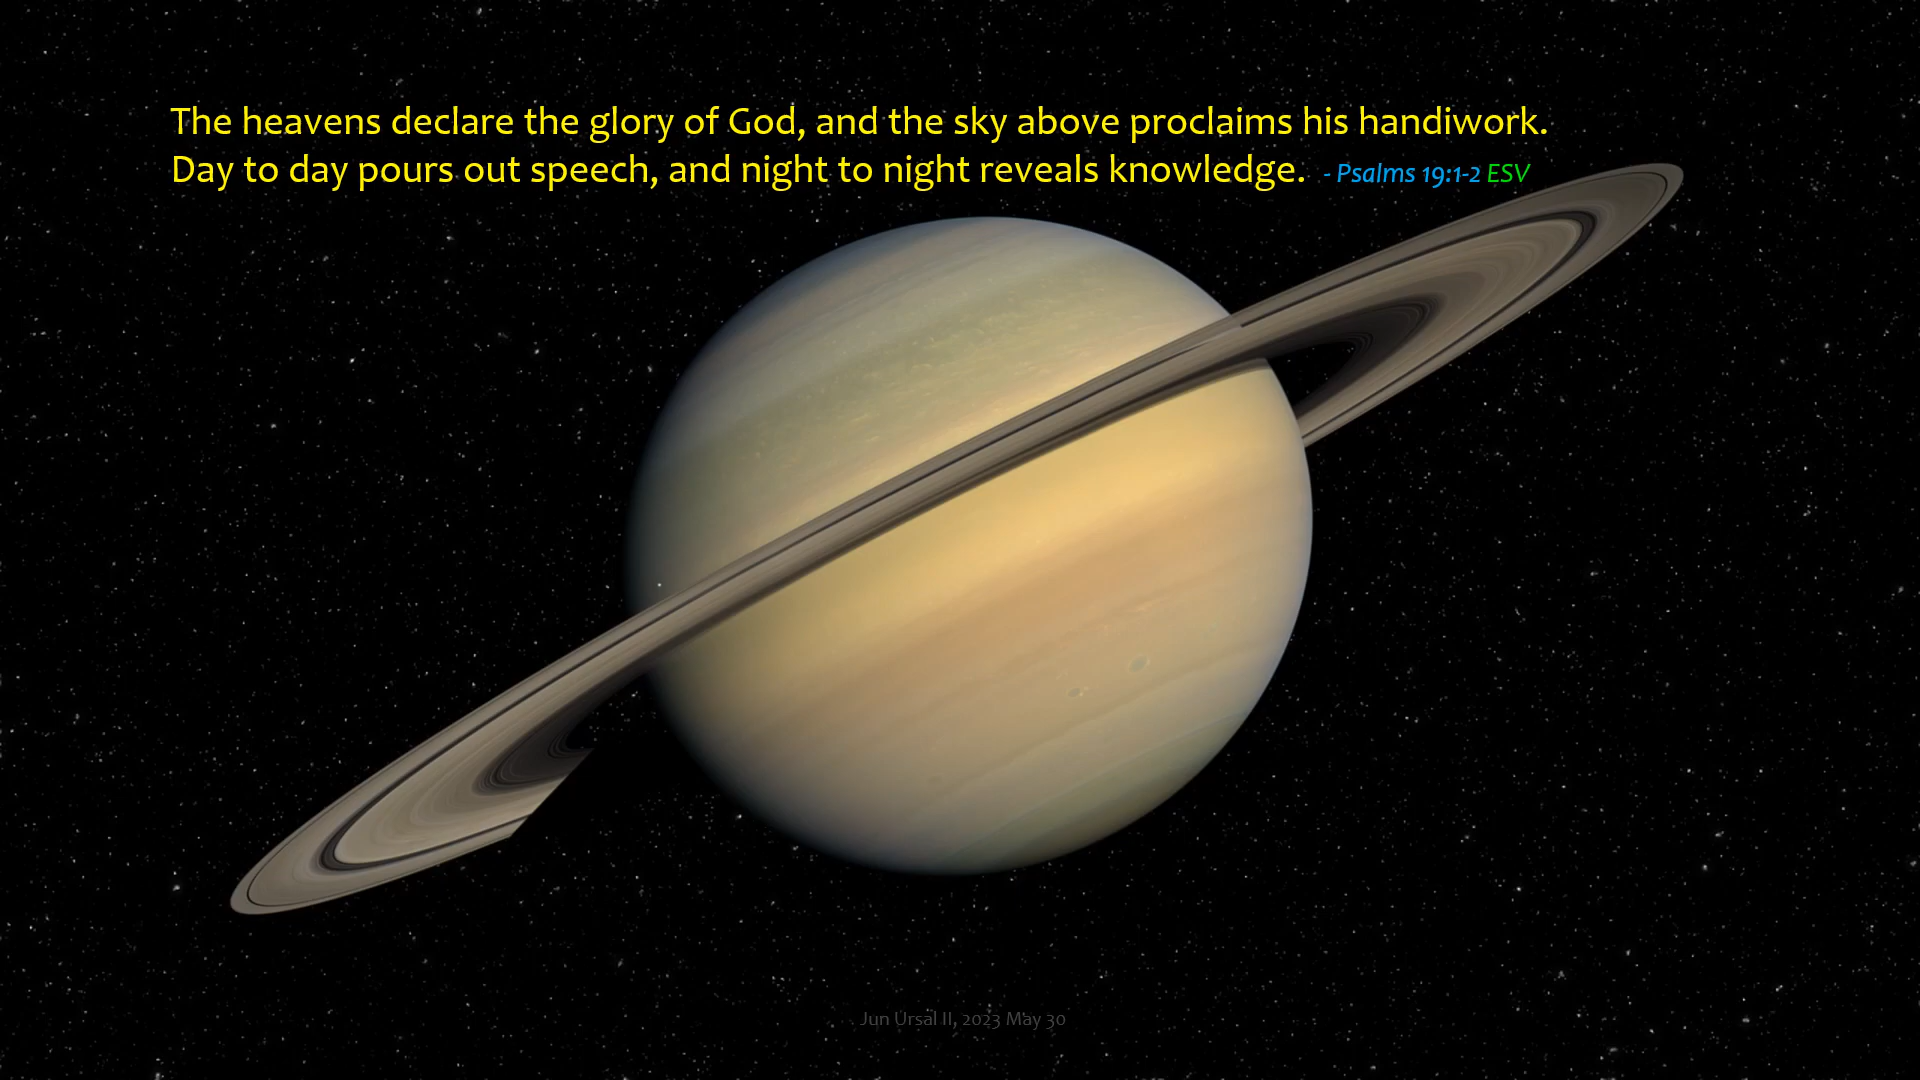 The heavens declare the glory of God, and the sky above proclaims his handiwork.
Day to day pours out speech, and night to night reveals knowledge. - Psalms 19:1-2 ESV
Jun Ursal II, 2023 May 30